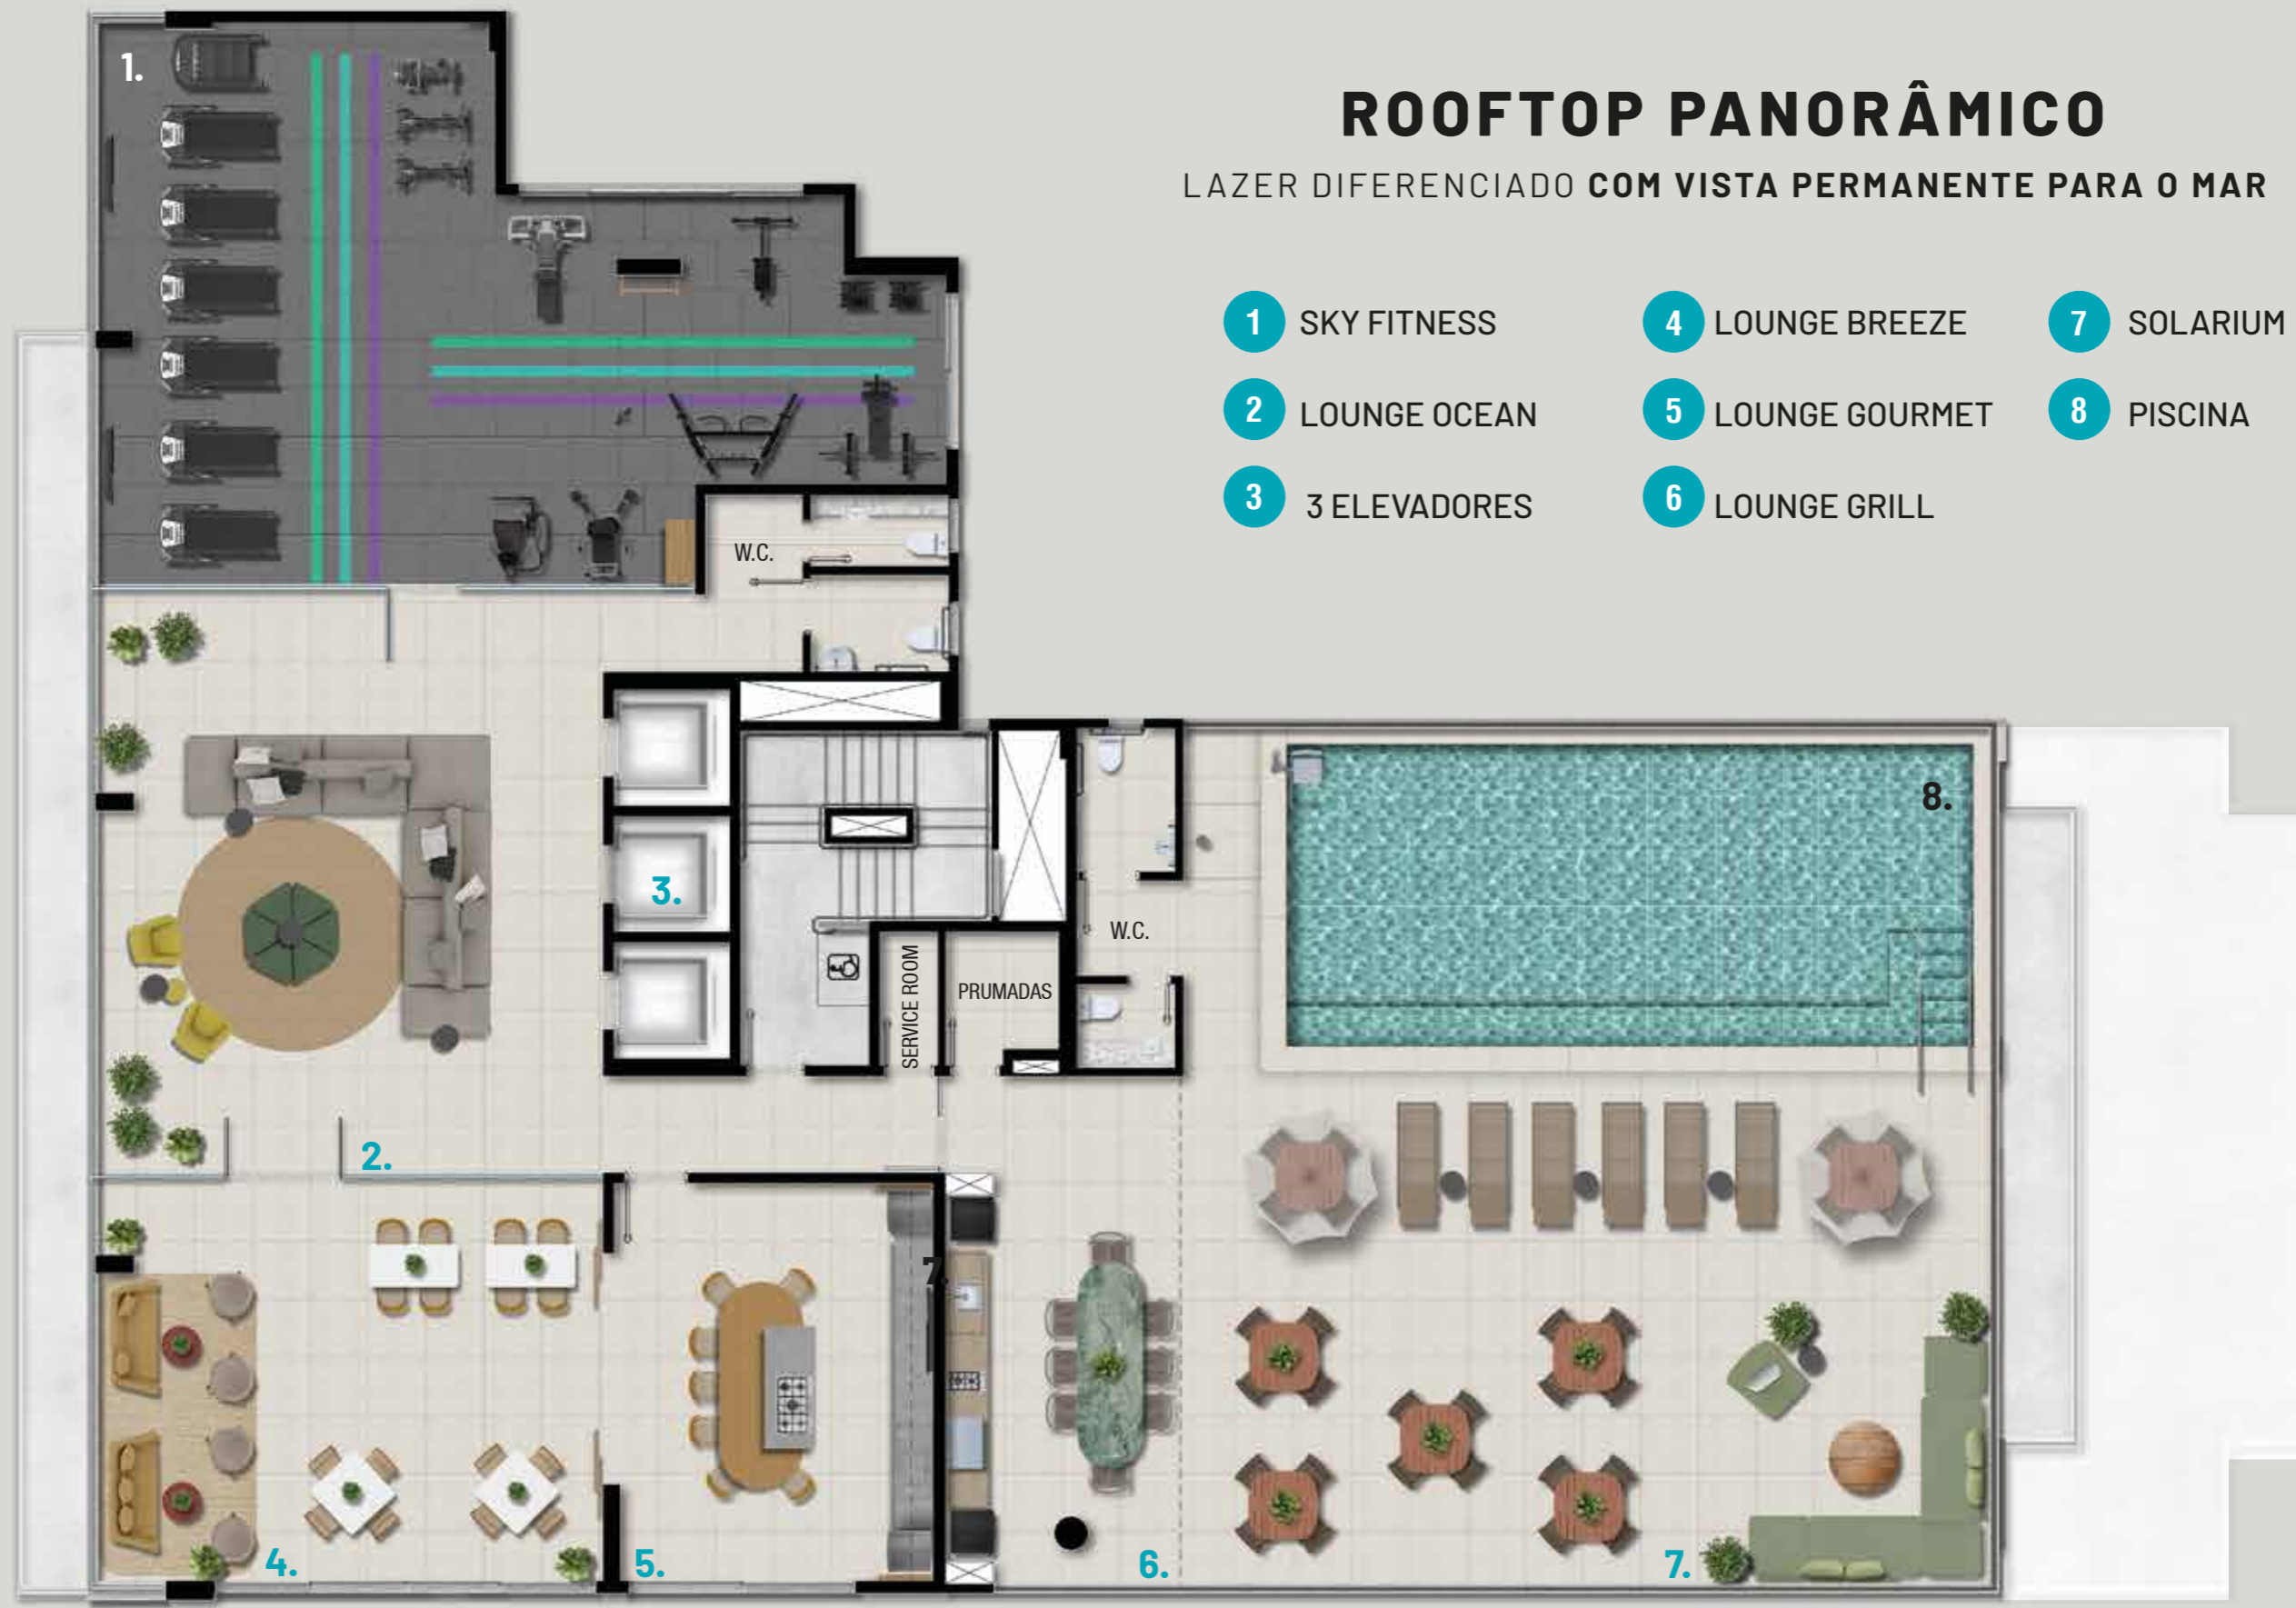 ROOFTOP PANORÂMICO
LAZER DIFERENCIADO COM VISTA PERMANENTE PARA O MAR
1 SKY FITNESS
2 LOUNGE OCEAN
3 3 ELEVADORES
4 LOUNGE BREEZE
5 LOUNGE GOURMET
6 LOUNGE GRILL
7 SOLARIUM
8 PISCINA
1.
W.C.
8.
3.
W.C.
SERVICE ROOM
PRUMADAS
2.
7.
4.
5.
6.
7.